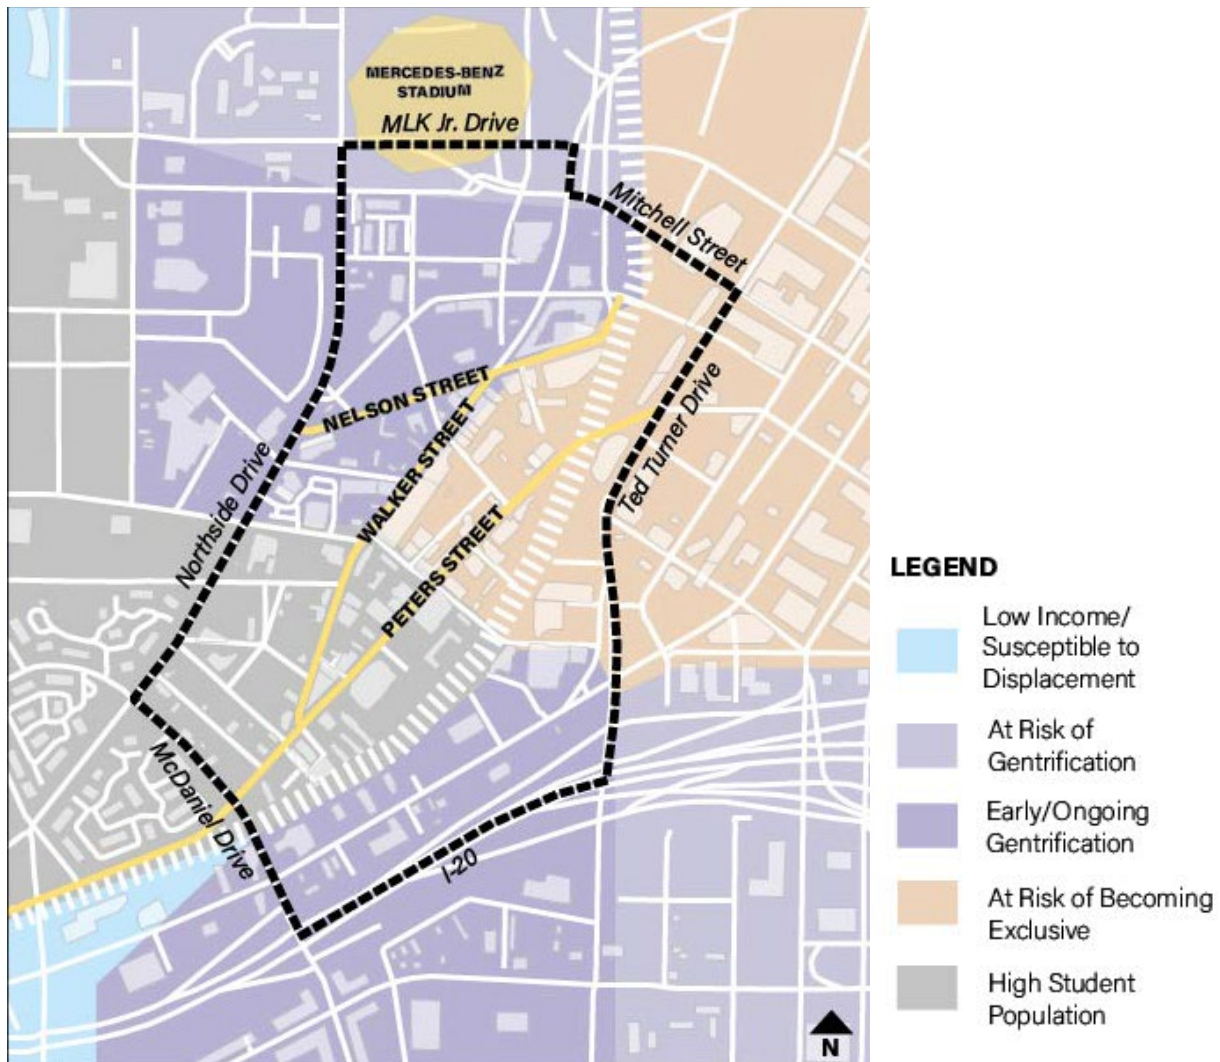 MERCEDES-BENZ
STADIUM
MLK Jr. Drive
Mitchell Street
NELSON STREET
WALKER STREET
Ted Turner Drive
Northside Drive
PETERS STREET
McDaniel Drive
I-20
N
LEGEND
Low Income/
Susceptible to
Displacement
At Risk of
Gentrification
Early/Ongoing
Gentrification
At Risk of Becoming
Exclusive
High Student
Population